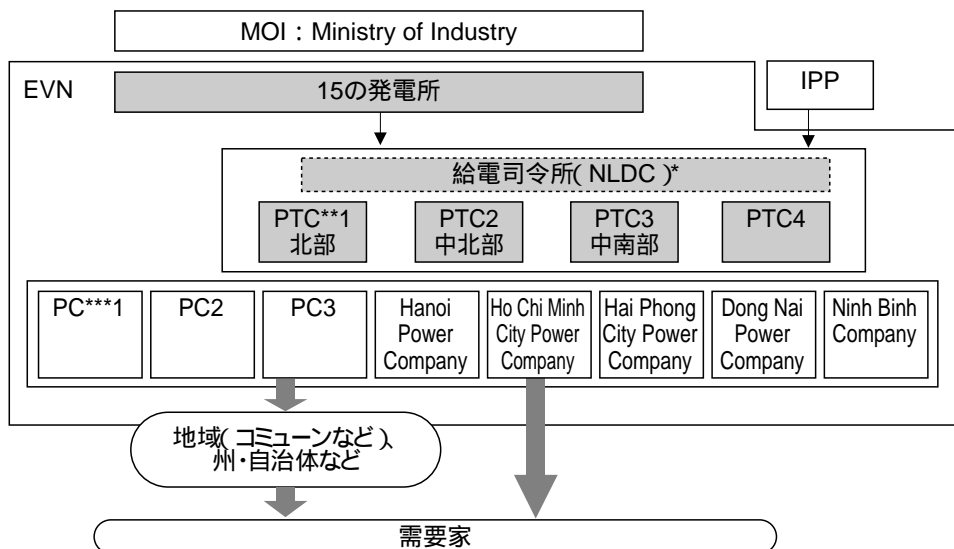 MOI：Ministry of Industry
EVN
15の発電所
IPP
給電司令所(NLDC)*
PTC**1
北部
PTC2
中北部
PTC3
中南部
PTC4
PC***1
PC2
PC3
Hanoi
Power
Company
Ho Chi Minh
City Power
Company
Hai Phong
City Power
Company
Dong Nai
Power
Company
Ninh Binh
Company
地域(コミューンなど)、
州・自治体など
需要家